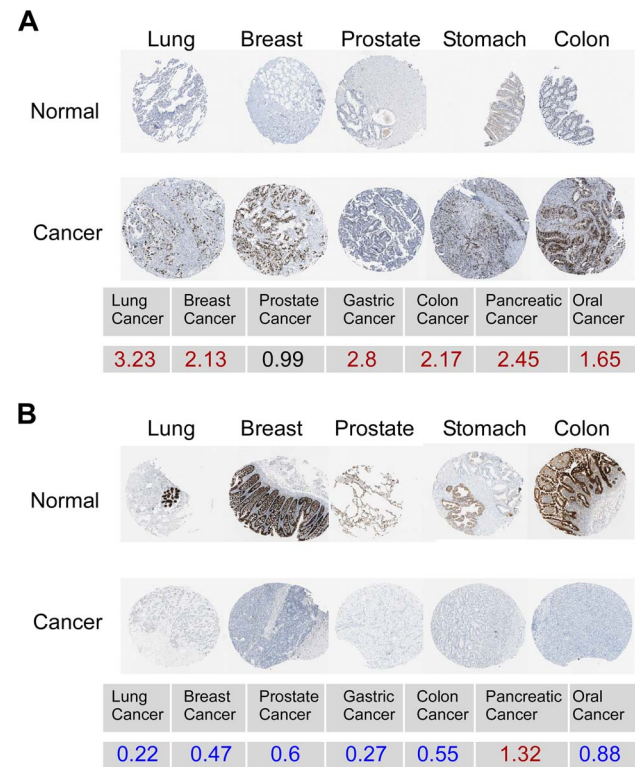 A
Lung Breast Prostate Stomach Colon
Normal
Cancer
Lung Cancer Breast Cancer Prostate Cancer Gastric Cancer Colon Cancer Pancreatic Cancer Oral Cancer
3.23 2.13 0.99 2.8 2.17 2.45 1.65
B
Lung Breast Prostate Stomach Colon
Normal
Cancer
Lung Cancer Breast Cancer Prostate Cancer Gastric Cancer Colon Cancer Pancreatic Cancer Oral Cancer
0.22 0.47 0.6 0.27 0.55 1.32 0.88